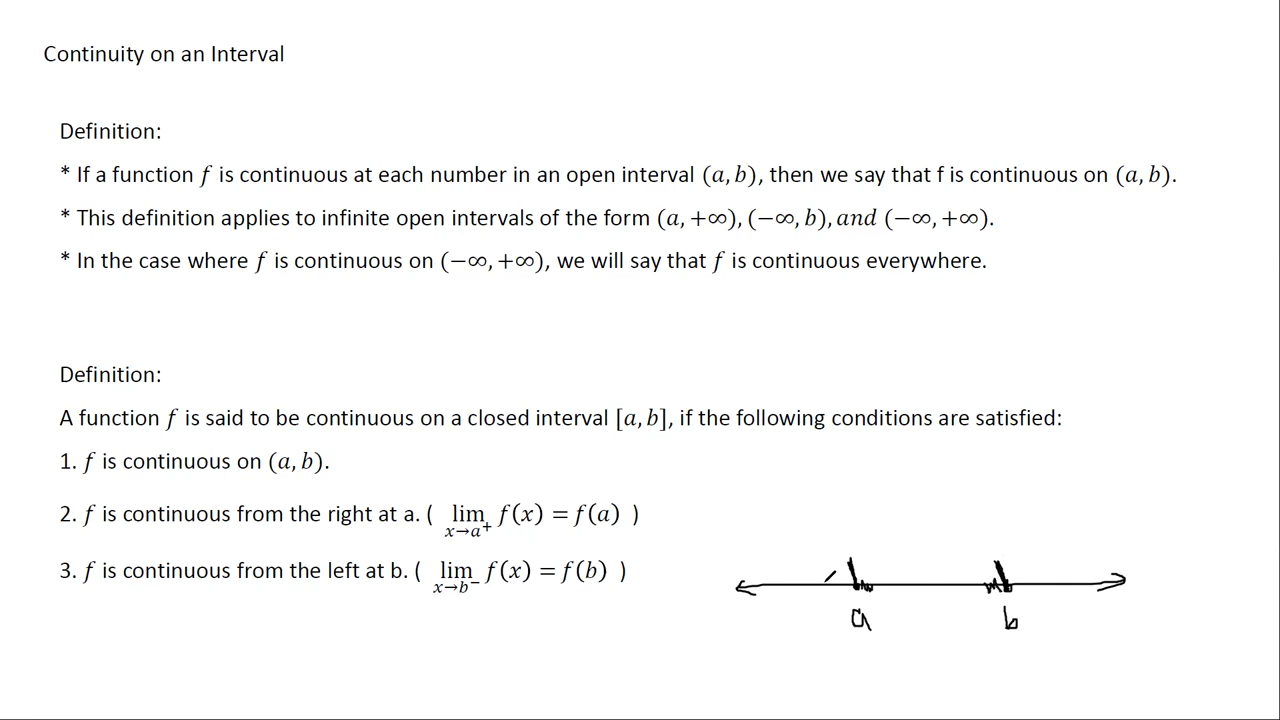 Continuity on an Interval
Definition:
* If a function f is continuous at each number in an open interval (a, b), then we say that f is continuous on (a, b).
* This definition applies to infinite open intervals of the form (a, +∞), (−∞, b), and (−∞, +∞).
* In the case where f is continuous on (−∞, +∞), we will say that f is continuous everywhere.
Definition:
A function f is said to be continuous on a closed interval [a, b], if the following conditions are satisfied:
1. f is continuous on (a, b).
2. f is continuous from the right at a. ( lim x→a⁺ f(x) = f(a) )
3. f is continuous from the left at b. ( lim x→b⁻ f(x) = f(b) )
a b